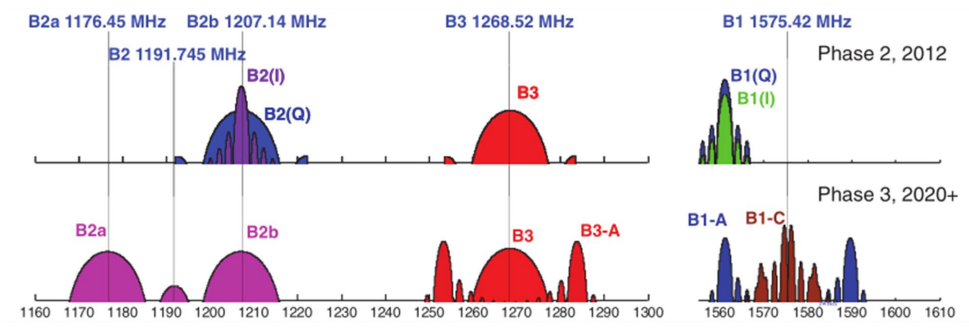 B2a 1176.45 MHz B2b 1207.14 MHz B3 1268.52 MHz B1 1575.42 MHz
B2 1191.745 MHz
Phase 2, 2012
B2(I)
B2(Q)
B3
B1(Q)
B1(I)
Phase 3, 2020+
B2a
B2b
B3
B3-A
B1-A
B1-C
1160 1170 1180 1190 1200 1210 1220 1230 1240 1250 1260 1270 1280 1290 1300 1560 1570 1580 1590 1600 1610